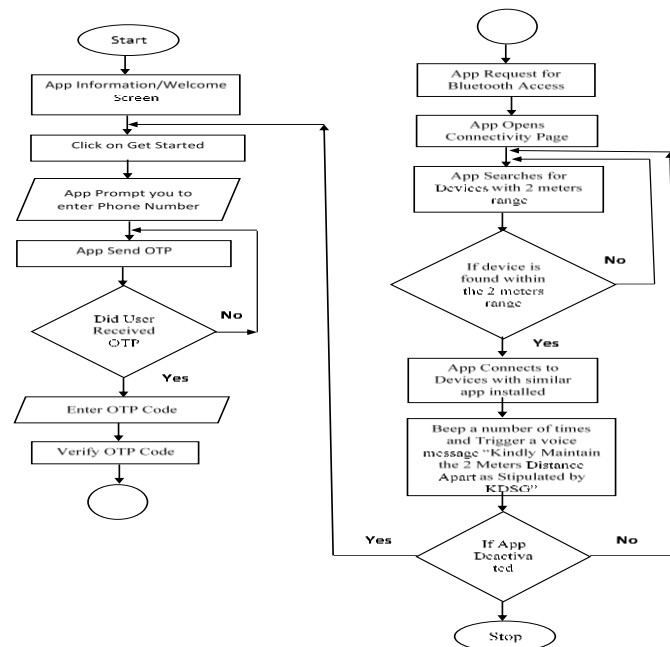 Start
App Information/Welcome
Screen
Click on Get Started
App Prompt you to
enter Phone Number
App Send OTP
Did User
Received
OTP
No
Yes
Enter OTP Code
Verify OTP Code
App Request for
Bluetooth Access
App Opens
Connectivity Page
App Searches for
Devices with 2 meters
range
If device is
found within
the 2 meters
range
No
Yes
App Connects to
Devices with similar
app installed
Beep a number of times
and Trigger a voice
message “Kindly Maintain
the 2 Meters Distance
Apart as Stipulated by
KDSG”
If App
Deactiva
ted
Yes
No
Stop